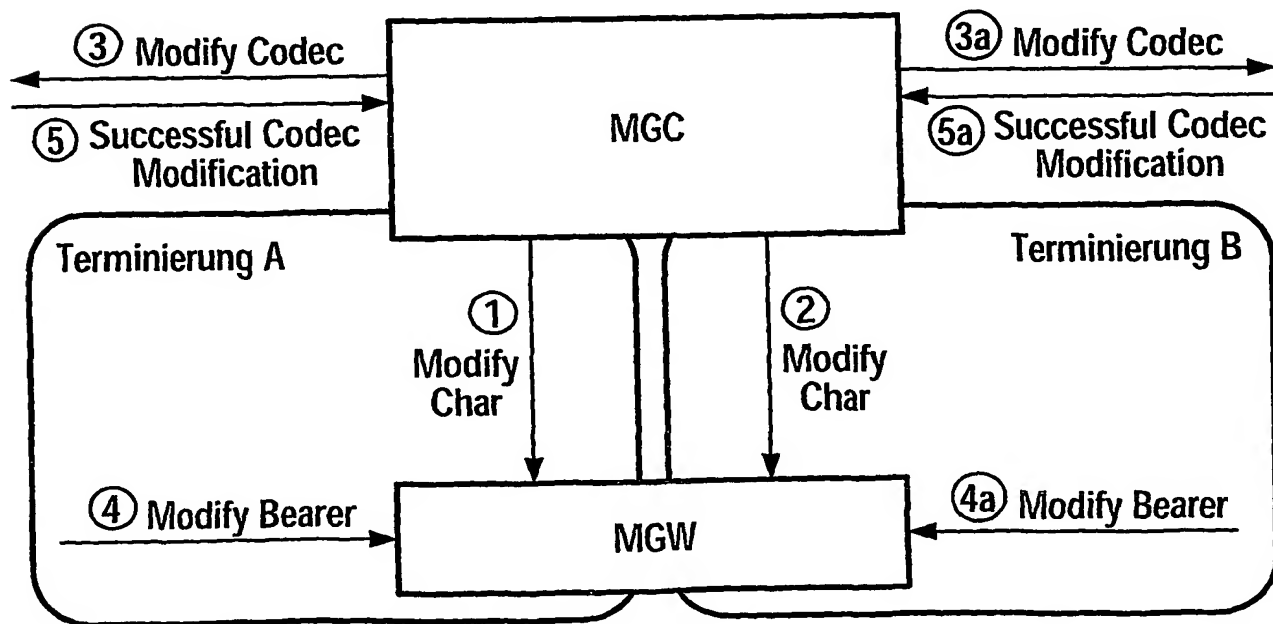 ③ Modify Codec
3a Modify Codec
MGC
⑤ Successful Codec
Modification
5a Successful Codec
Modification
Terminierung A
Terminierung B
①
Modify
Char
②
Modify
Char
④ Modify Bearer
MGW
4a Modify Bearer